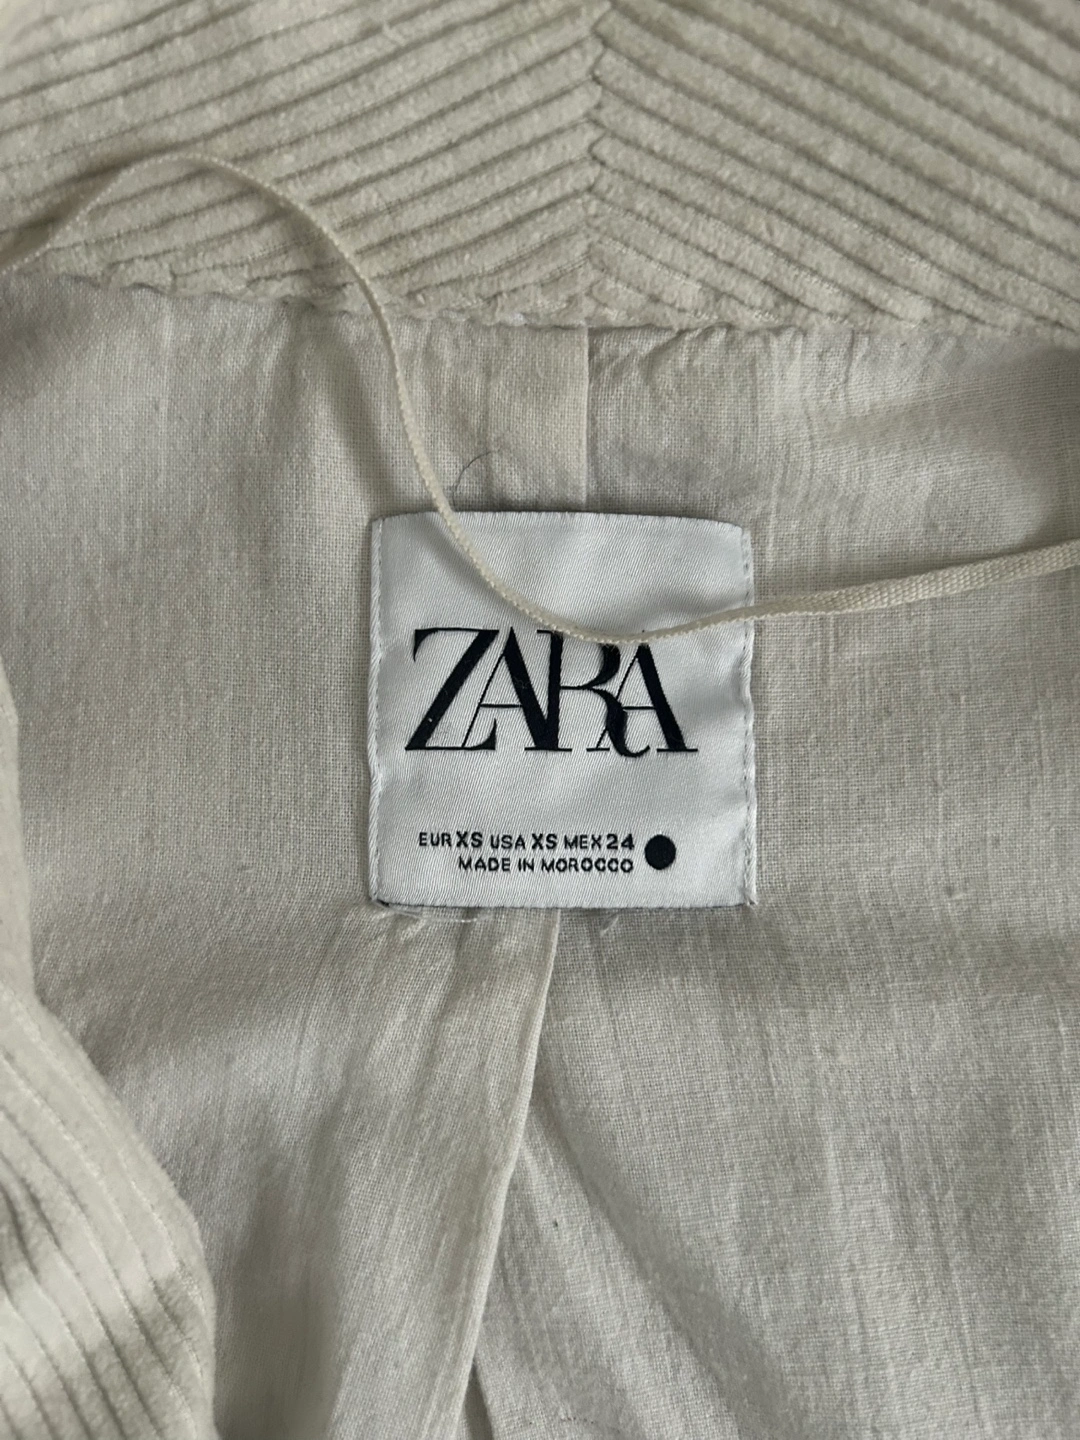 ZARA
EUR XS USA XS MEX 24
MADE IN MOROCCO